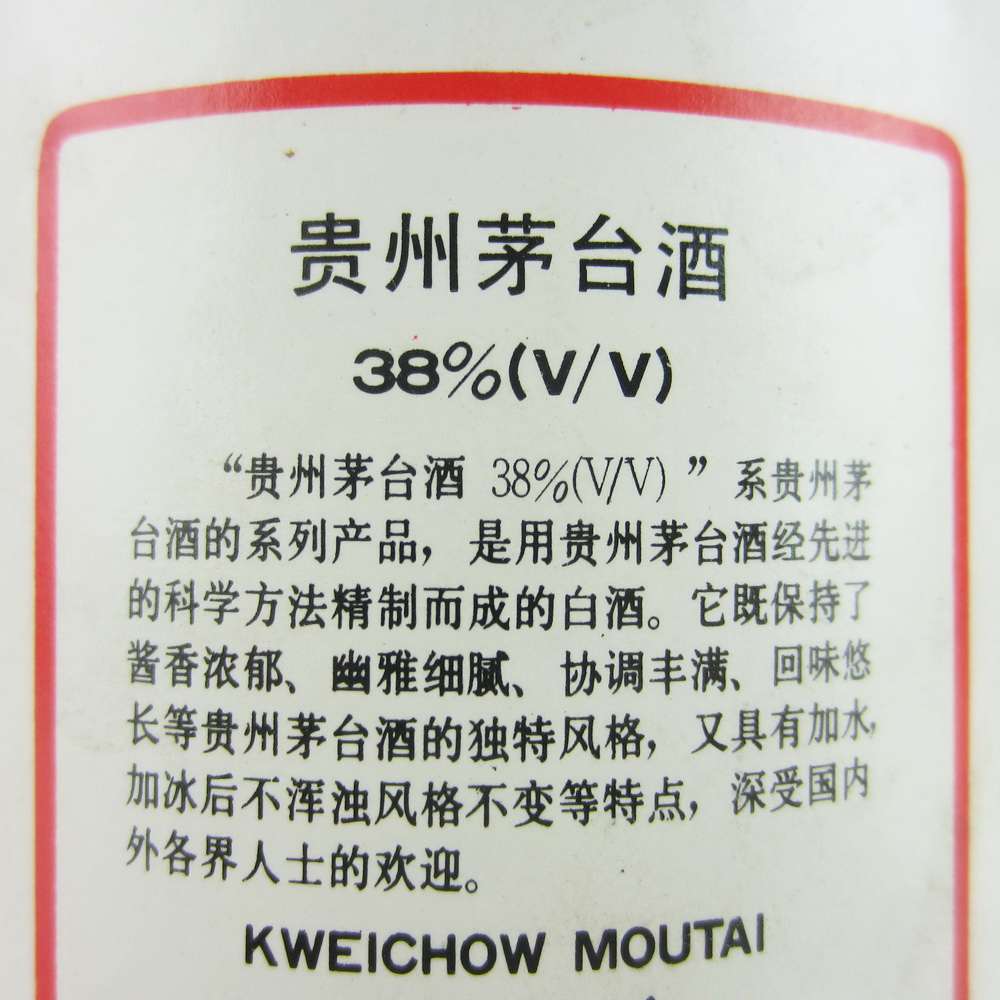 贵州茅台酒
38%(V/V)
“贵州茅台酒 38%(V/V)”系贵州茅
台酒的系列产品，是用贵州茅台酒经先进
的科学方法精制而成的白酒。它既保持了
酱香浓郁、幽雅细腻、协调丰满、回味悠
长等贵州茅台酒的独特风格，又具有加水，
加冰后不浑浊风格不变等特点，深受国内
外各界人士的欢迎。
KWEICHOW MOUTAI